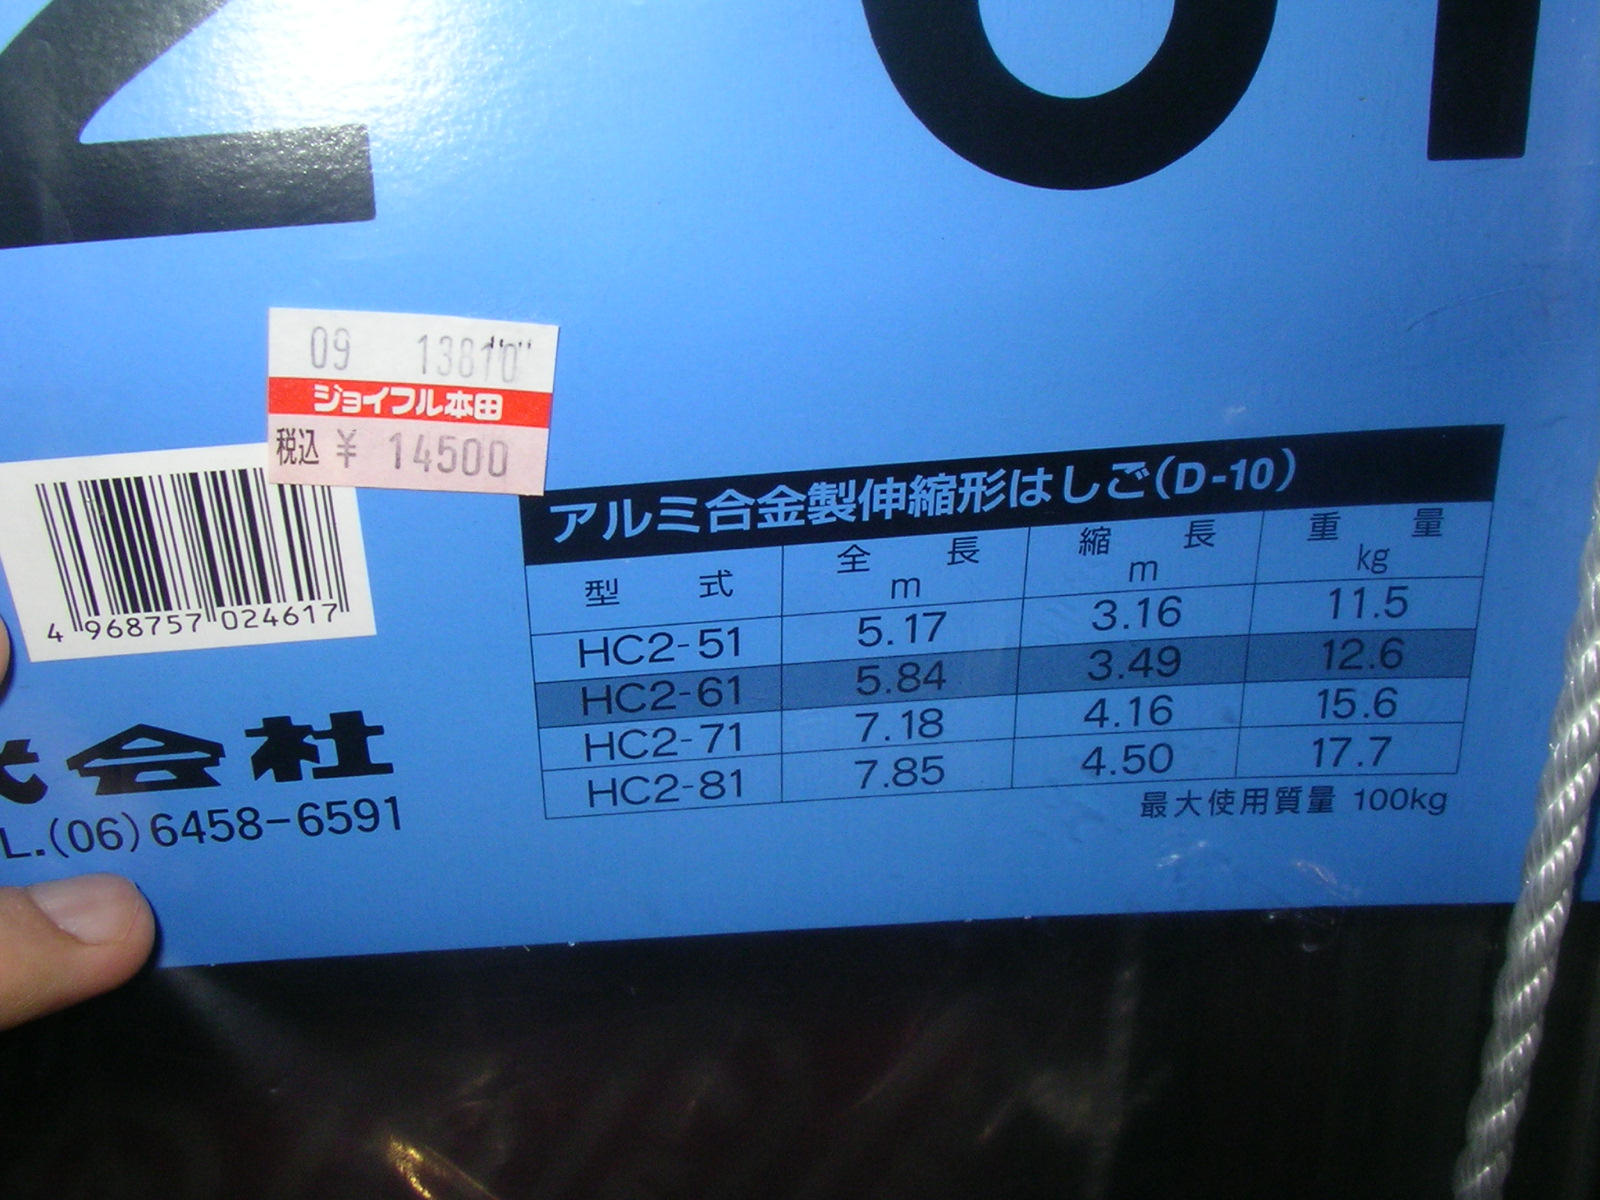 2 61
09 13810
ジョイフル本田
税込 ¥ 14500
4 968757 024617
アルミ合金製伸縮形はしご(D-10)
型式 全長 m 縮長 m 重量 kg
HC2-51 5.17 3.16 11.5
HC2-61 5.84 3.49 12.6
HC2-71 7.18 4.16 15.6
HC2-81 7.85 4.50 17.7
最大使用質量 100kg
会社
L.(06)6458-6591